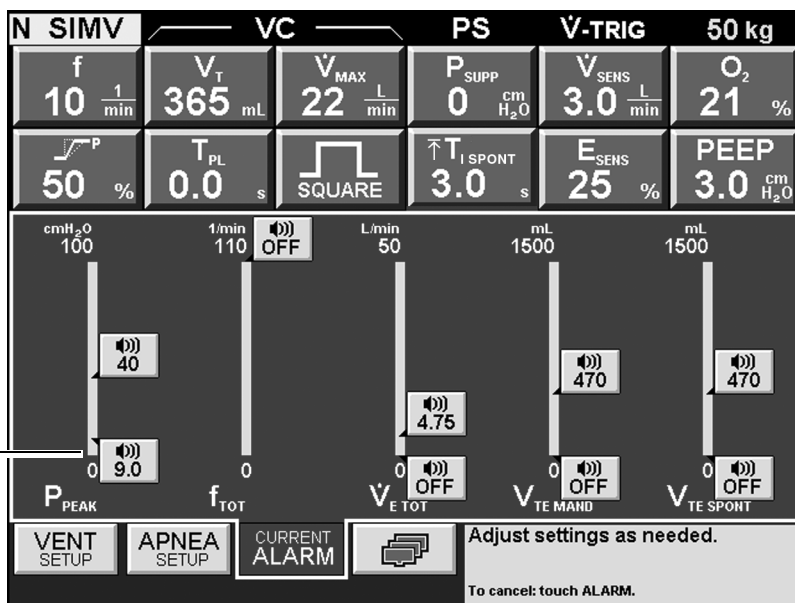 N SIMV VC PS V̇-TRIG 50 kg
f VT V̇MAX PSUPP V̇SENS O2
10 1/min 365 mL 22 L/min 0 cmH2O 3.0 L/min 21 %
P TPL TI SPONT ESENS PEEP
50 % 0.0 s SQUARE 3.0 s 25 % 3.0 cmH2O
cmH2O 1/min L/min mL mL
100 110 OFF 50 1500 1500
40 470 470
4.75
0 9.0 0 0 OFF 0 OFF 0 OFF
PPEAK fTOT V̇E TOT VTE MAND VTE SPONT
VENT SETUP APNEA SETUP CURRENT ALARM
Adjust settings as needed.
To cancel: touch ALARM.